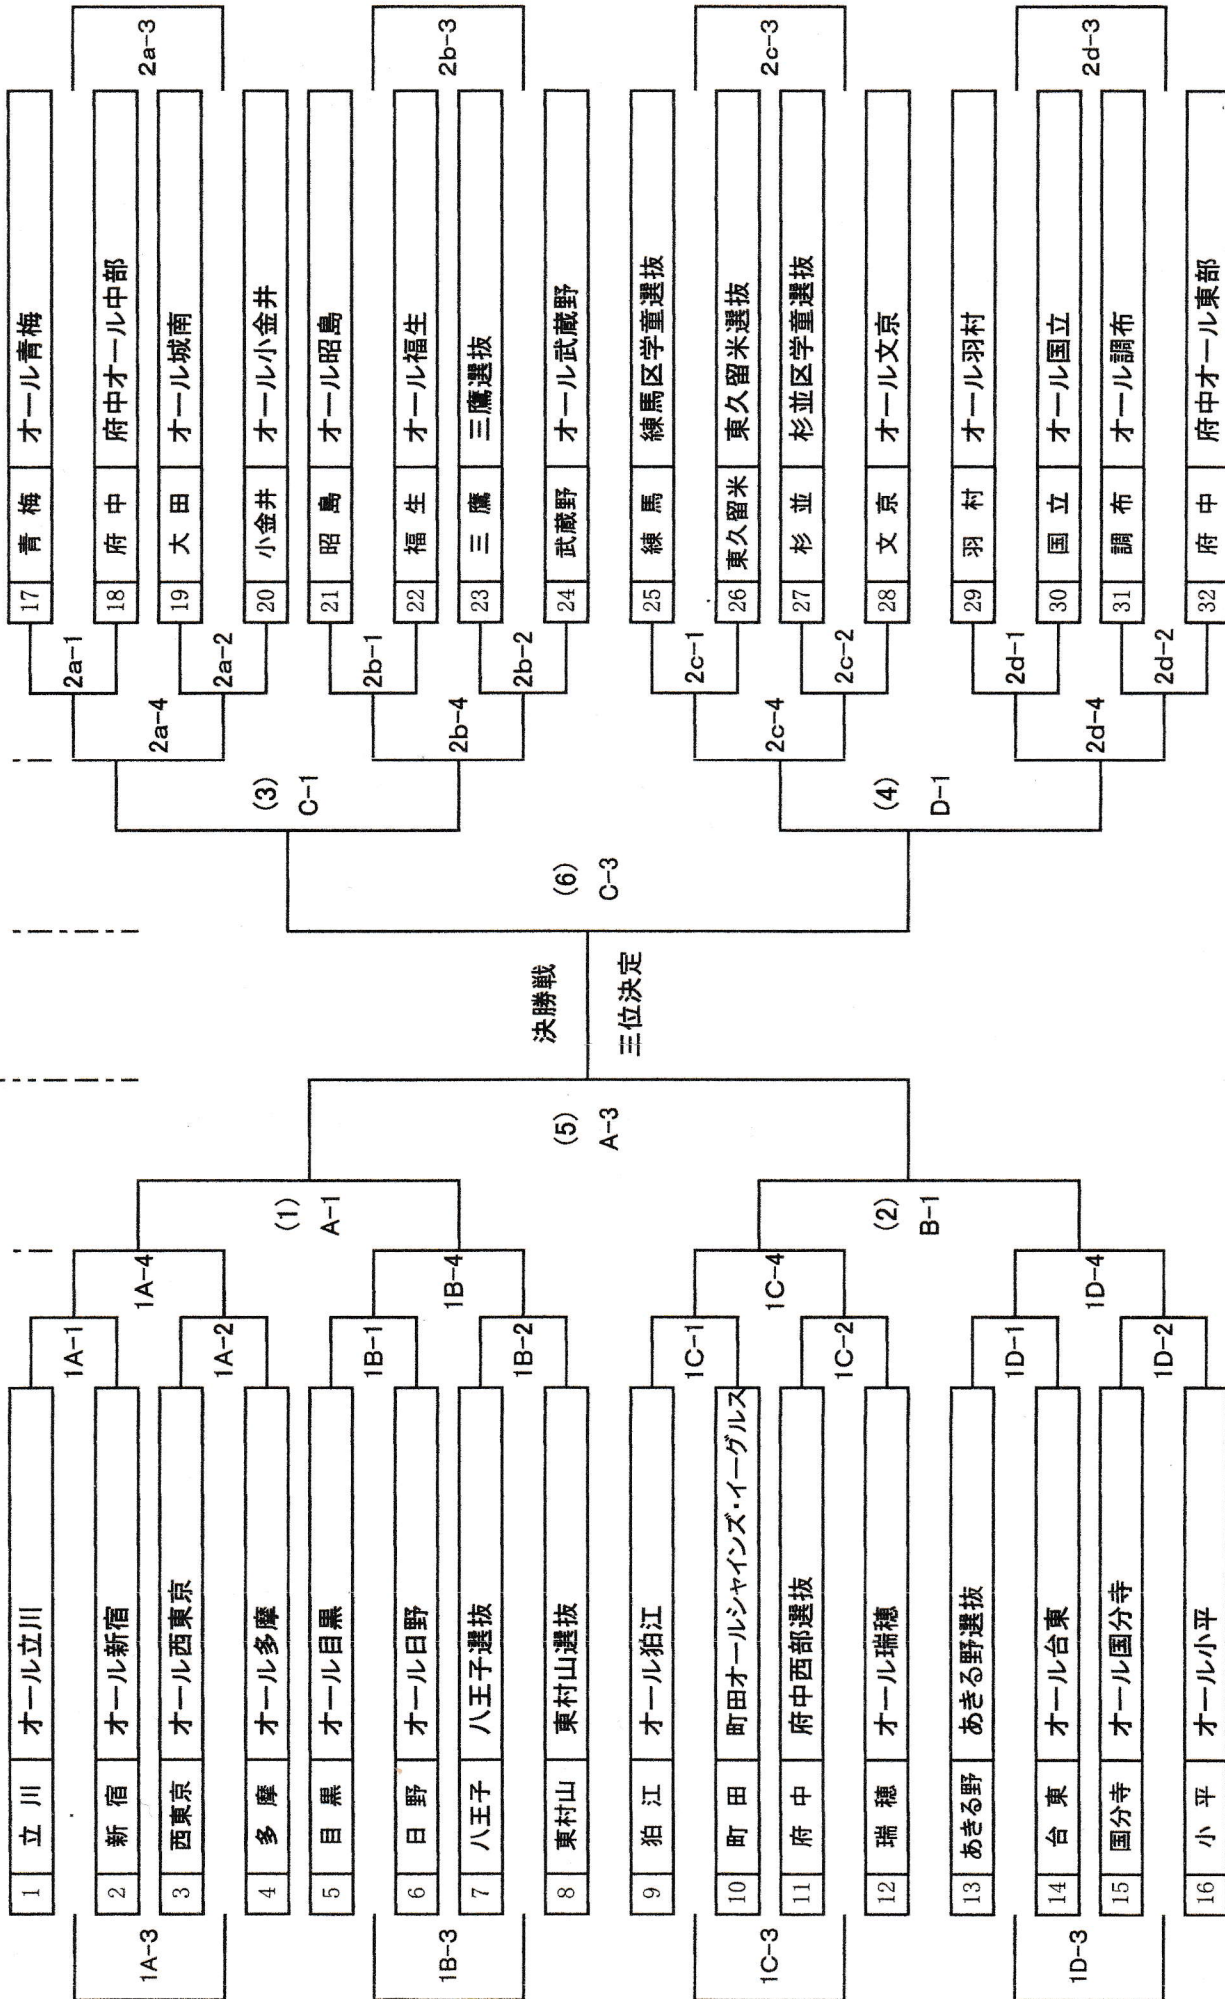 1 立川 オール立川
2 新宿 オール新宿
3 西東京 オール西東京
4 多摩 オール多摩
5 目黒 オール目黒
6 日野 オール日野
7 八王子 八王子選抜
8 東村山 東村山選抜
9 狛江 オール狛江
10 町田 町田オールシャインズ・イーグルス
11 府中 府中西部選抜
12 瑞穂 オール瑞穂
13 あきる野 あきる野選抜
14 台東 オール台東
15 国分寺 オール国分寺
16 小平 オール小平
1A-3
1B-3
1C-3
1D-3
1A-1
1A-2
1B-1
1B-2
1C-1
1C-2
1D-1
1D-2
1A-4
1B-4
1C-4
1D-4
(1)
A-1
(2)
B-1
(5)
A-3
決勝戦
三位決定
(6)
C-3
(3)
C-1
(4)
D-1
2a-4
2b-4
2c-4
2d-4
2a-1
2a-2
2b-1
2b-2
2c-1
2c-2
2d-1
2d-2
17 青梅 オール青梅
18 府中 府中オール中部
19 大田 オール城南
20 小金井 オール小金井
21 昭島 オール昭島
22 福生 オール福生
23 三鷹 三鷹選抜
24 武蔵野 オール武蔵野
25 練馬 練馬区学童選抜
26 東久留米 東久留米選抜
27 杉並 杉並区学童選抜
28 文京 オール文京
29 羽村 オール羽村
30 国立 オール国立
31 調布 オール調布
32 府中 府中オール東部
2a-3
2b-3
2c-3
2d-3